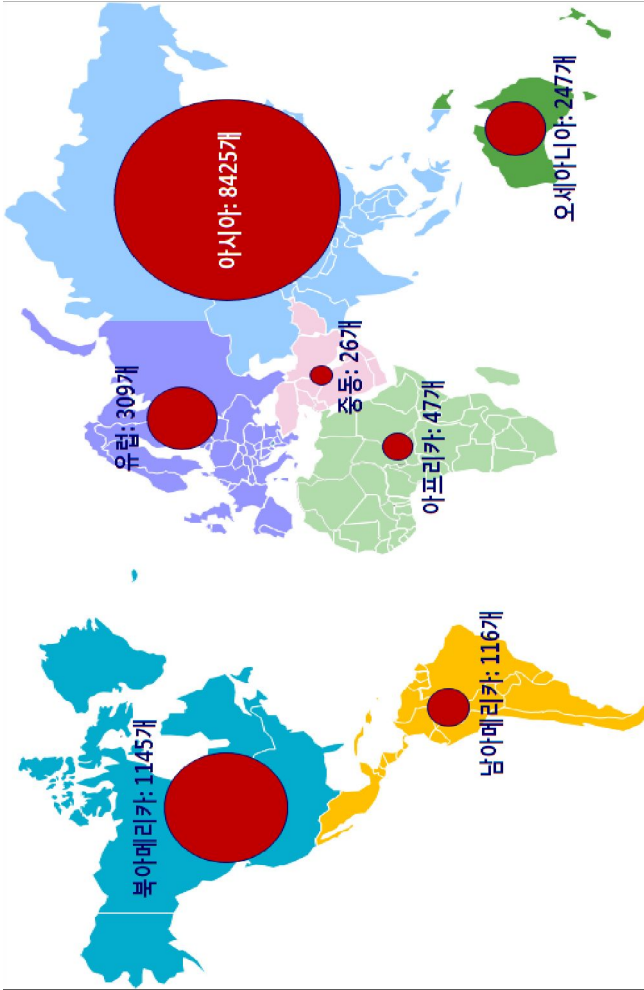 북아메리카: 1145개
유럽: 309개
아시아: 8425개
중동: 26개
아프리카: 47개
남아메리카: 116개
오세아니아: 247개